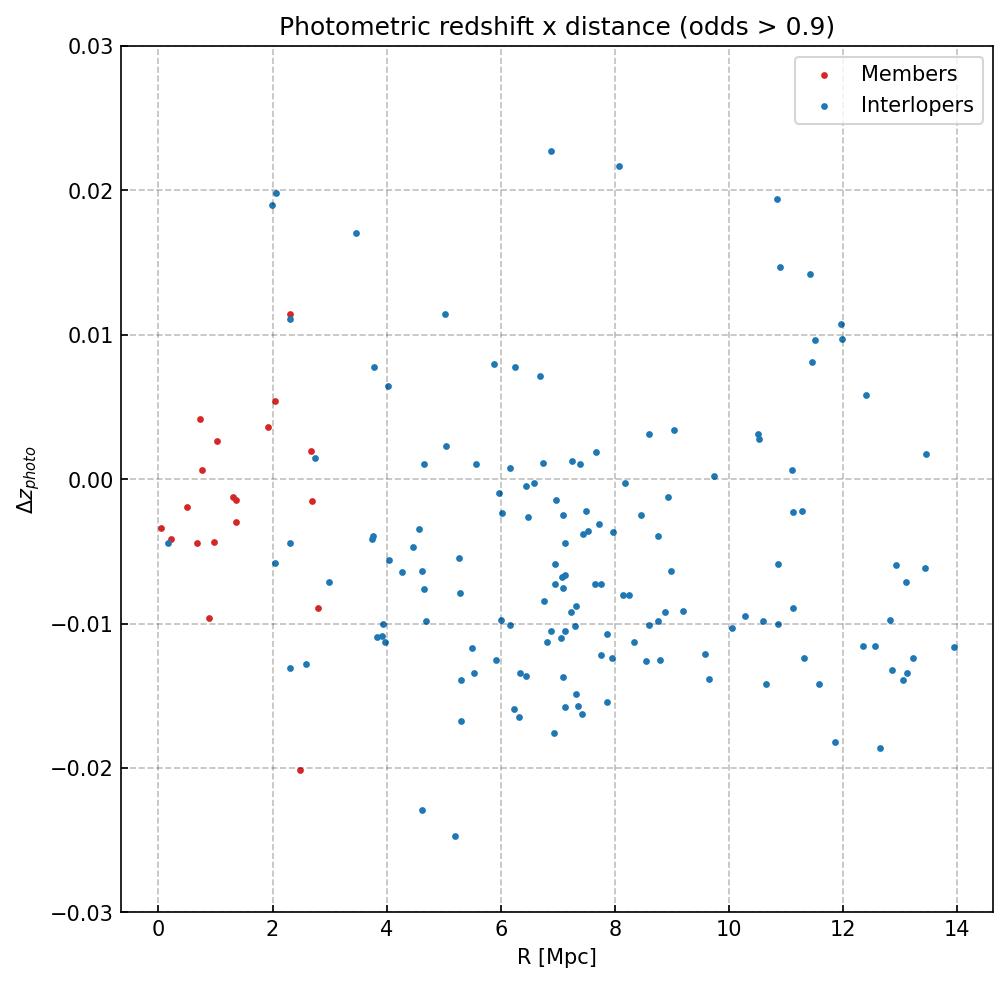 Photometric redshift x distance (odds > 0.9)
Members
Interlopers
0.03
0.02
0.01
0.00
−0.01
−0.02
−0.03
Δz_photo
0 2 4 6 8 10 12 14
R [Mpc]